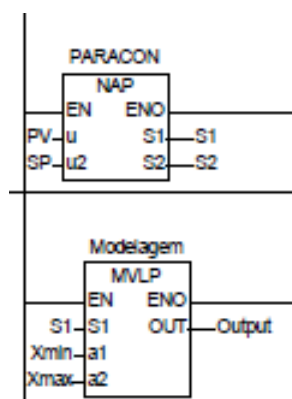 PARACON
NAP
EN ENO
PV u S1 S1
SP u2 S2 S2
Modelagem
MVLP
EN ENO
S1 S1 OUT Output
Xmin a1
Xmax a2